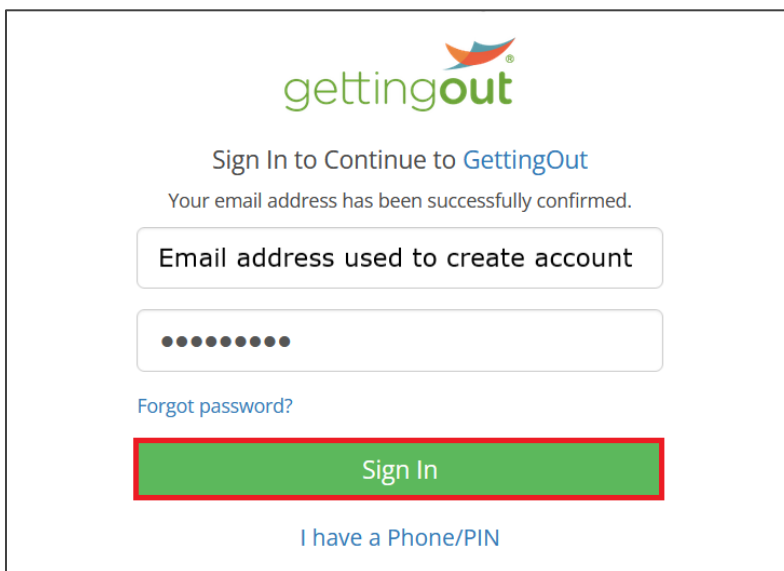 gettingout®
Sign In to Continue to GettingOut
Your email address has been successfully confirmed.
Email address used to create account
●●●●●●●●●
Forgot password?
Sign In
I have a Phone/PIN